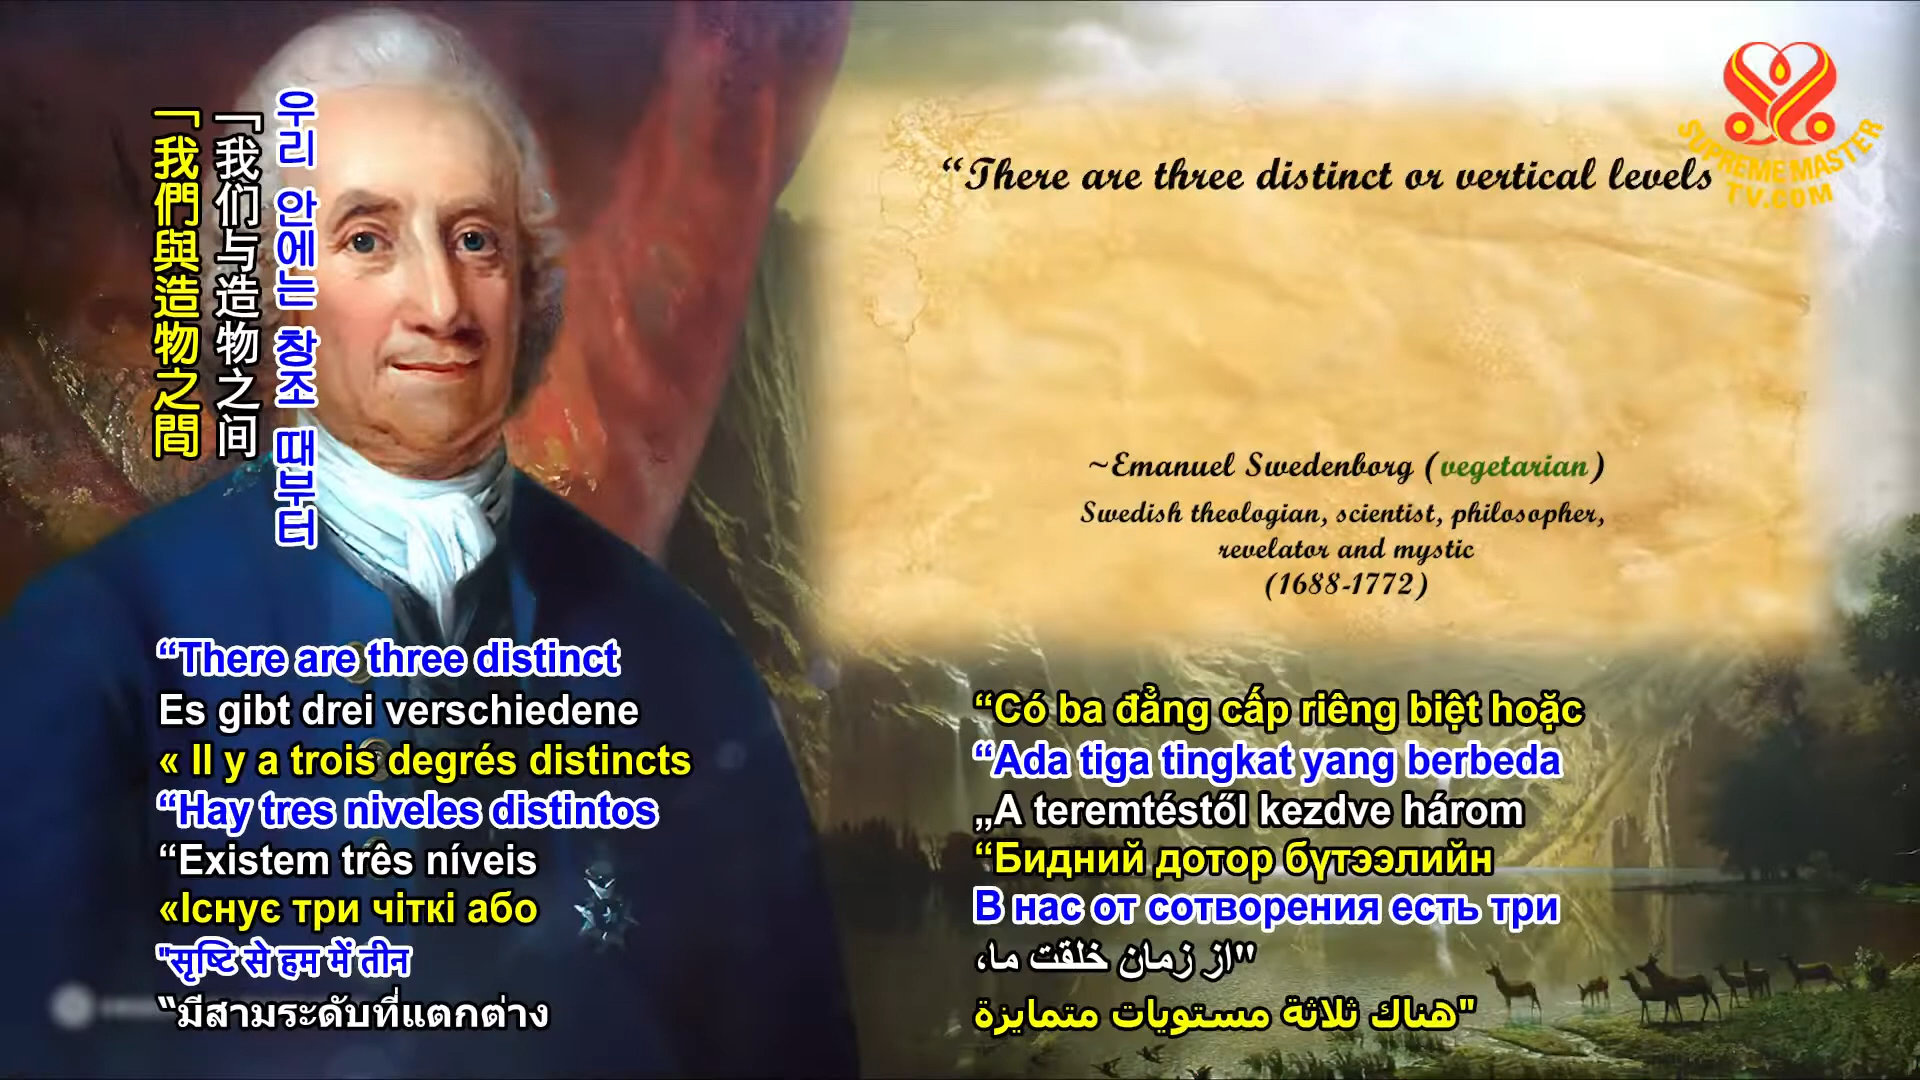 「我們與造物之間
「我们与造物之间
우리 안에는 창조 때부터
“There are three distinct or vertical levels
SUPREME MASTER
TV.COM
~Emanuel Swedenborg (vegetarian)
Swedish theologian, scientist, philosopher,
revelator and mystic
(1688-1772)
“There are three distinct
Es gibt drei verschiedene
« Il y a trois degrés distincts
“Hay tres niveles distintos
“Existem três níveis
«Існує три чіткі або
"सृष्टि से हम में तीन
“มีสามระดับที่แตกต่าง
“Có ba đẳng cấp riêng biệt hoặc
“Ada tiga tingkat yang berbeda
„A teremtéstől kezdve három
“Бидний дотор бүтээлийн
В нас от сотворения есть три
"از زمان خلقت ما،
"هناك ثلاثة مستويات متمايزة